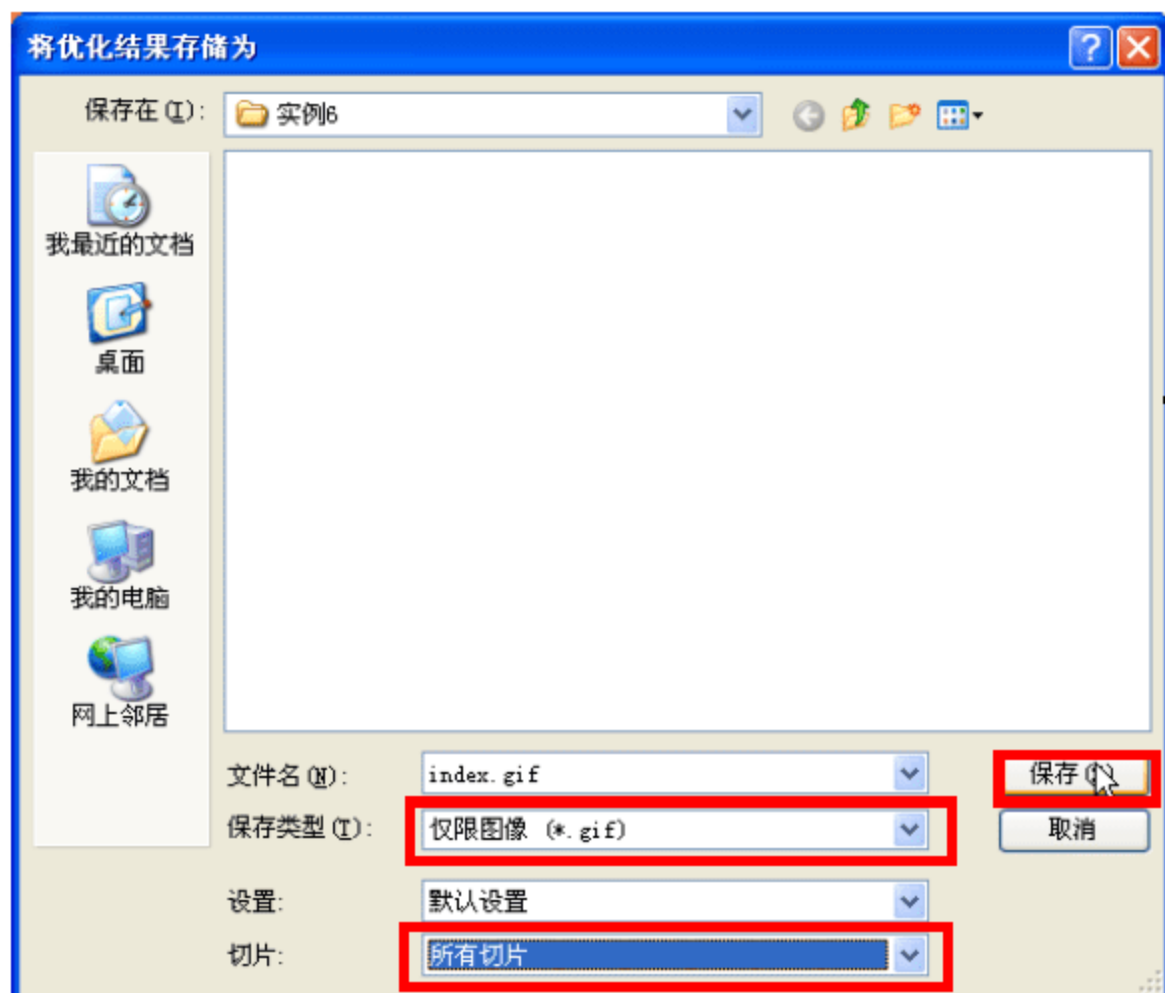 将优化结果存储为
保存在(I):
实例6
我最近的文档
桌面
我的文档
我的电脑
网上邻居
文件名(N):
index.gif
保存
保存类型(T):
仅限图像 (*.gif)
取消
设置:
默认设置
切片:
所有切片